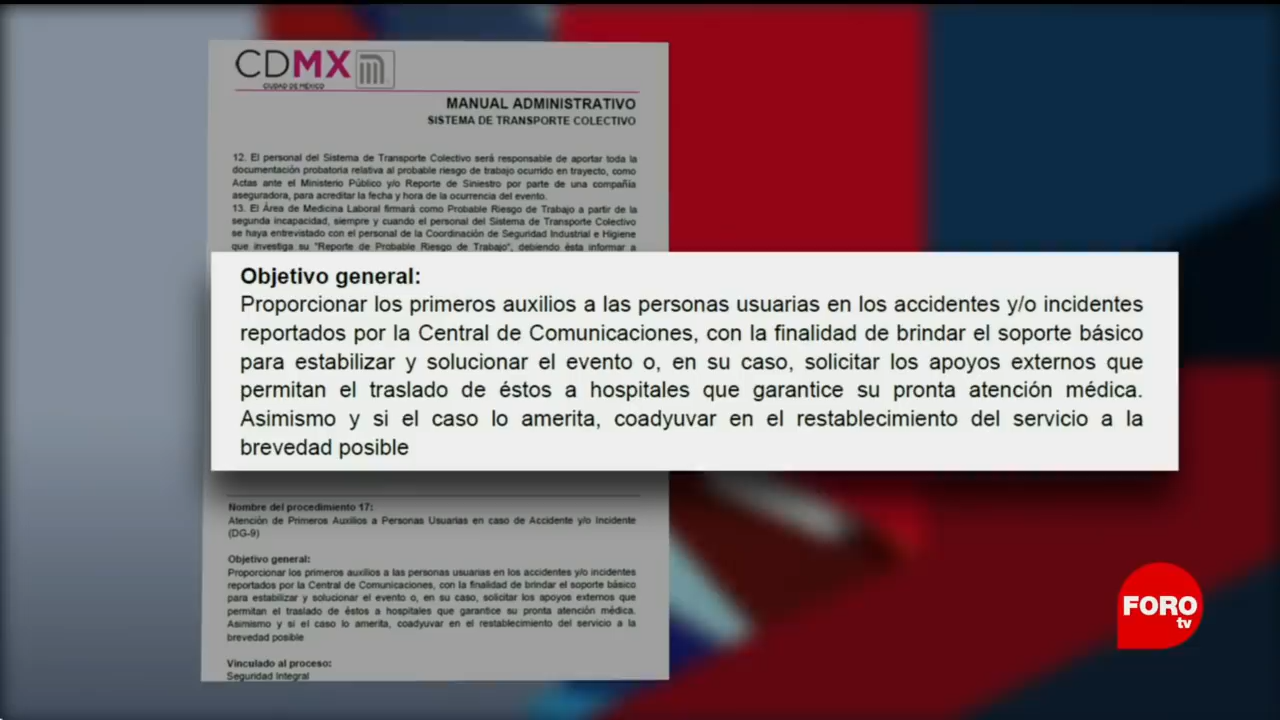 CDMX
CIUDAD DE MÉXICO
MANUAL ADMINISTRATIVO
SISTEMA DE TRANSPORTE COLECTIVO
12. El personal del Sistema de Transporte Colectivo será responsable de aportar toda la
documentación probatoria relativa al probable riesgo de trabajo ocurrido en trayecto, como
Actas ante el Ministerio Público y/o Reporte de Siniestro por parte de una compañía
aseguradora, para acreditar la fecha y hora de la ocurrencia del evento.
13. El Área de Medicina Laboral firmará como Probable Riesgo de Trabajo a partir de la
segunda incapacidad, siempre y cuando el personal del Sistema de Transporte Colectivo
se haya entrevistado con el personal de la Coordinación de Seguridad Industrial e Higiene
que investiga su "Reporte de Probable Riesgo de Trabajo", debiendo ésta informar a
Objetivo general:
Proporcionar los primeros auxilios a las personas usuarias en los accidentes y/o incidentes
reportados por la Central de Comunicaciones, con la finalidad de brindar el soporte básico
para estabilizar y solucionar el evento o, en su caso, solicitar los apoyos externos que
permitan el traslado de éstos a hospitales que garantice su pronta atención médica.
Asimismo y si el caso lo amerita, coadyuvar en el restablecimiento del servicio a la
brevedad posible
Nombre del procedimiento 17:
Atención de Primeros Auxilios a Personas Usuarias en caso de Accidente y/o Incidente
(DG-9)
Objetivo general:
Proporcionar los primeros auxilios a las personas usuarias en los accidentes y/o incidentes
reportados por la Central de Comunicaciones, con la finalidad de brindar el soporte básico
para estabilizar y solucionar el evento o, en su caso, solicitar los apoyos externos que
permitan el traslado de éstos a hospitales que garantice su pronta atención médica.
Asimismo y si el caso lo amerita, coadyuvar en el restablecimiento del servicio a la
brevedad posible
Vinculado al proceso:
Seguridad Integral
FORO
tv